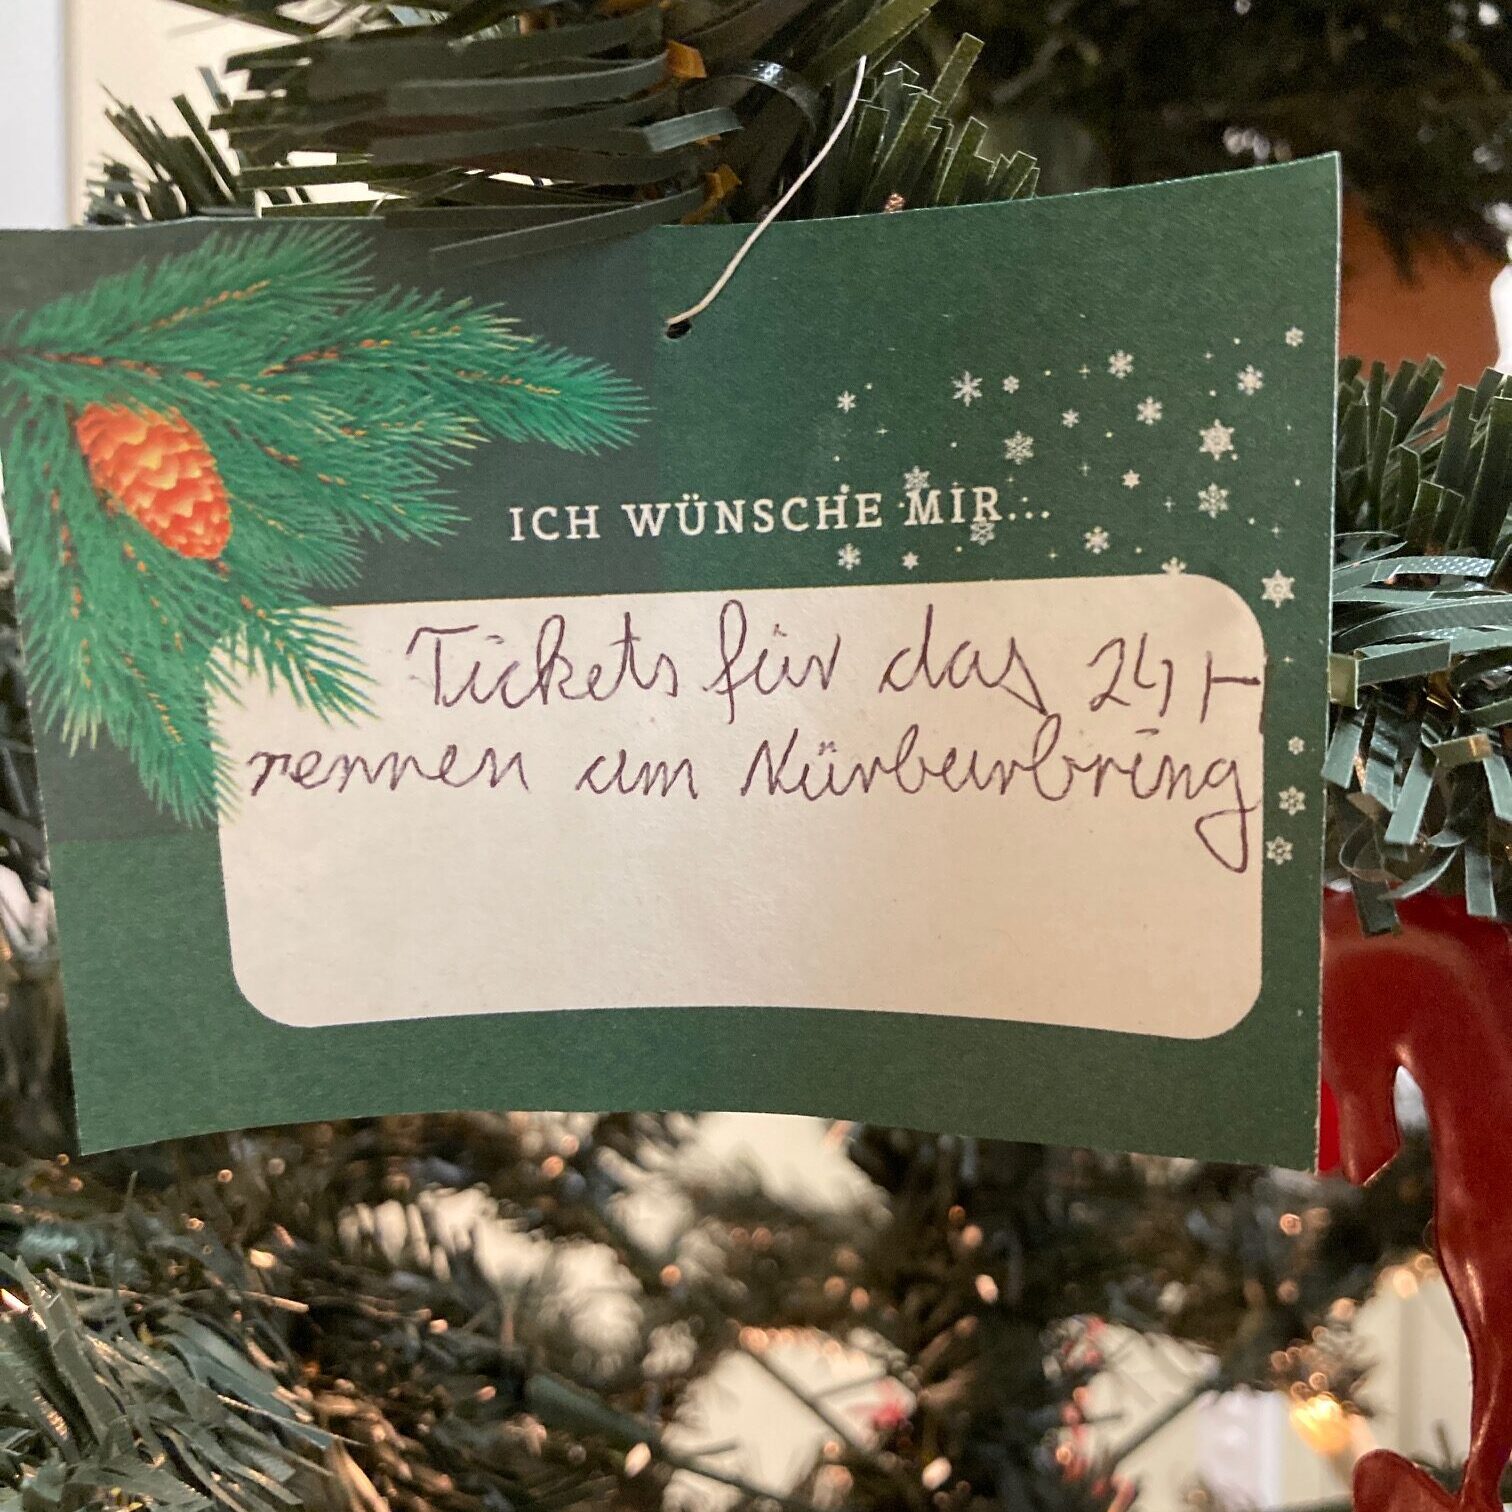 ICH WÜNSCHE MIR...
Tickets für das 24h-
rennen am Nürburbring